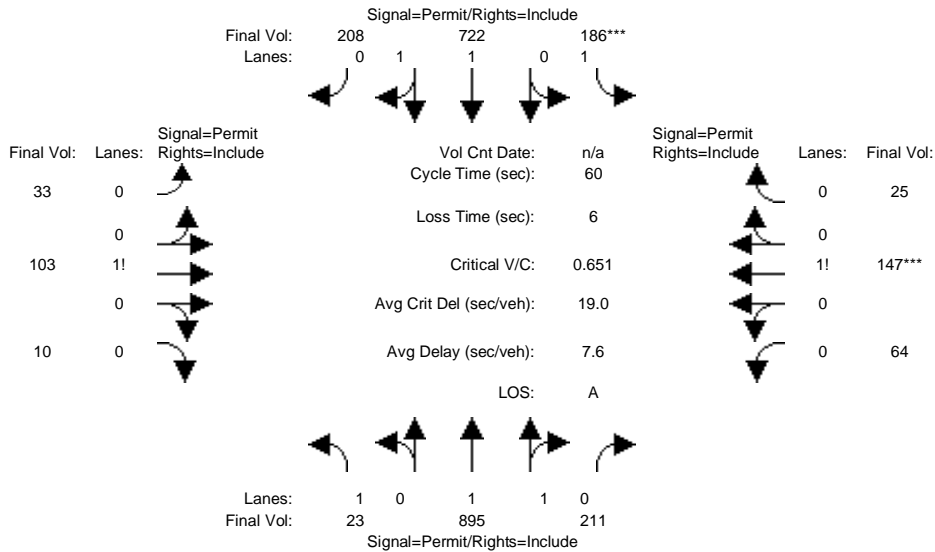 Signal=Permit/Rights=Include
Final Vol: 208 722 186***
Lanes: 0 1 1 0 1
Signal=Permit Signal=Permit
Final Vol: Lanes: Rights=Include Vol Cnt Date: n/a Rights=Include Lanes: Final Vol:
Cycle Time (sec): 60
33 0 0 25
Loss Time (sec): 6
0 0
103 1! Critical V/C: 0.651 1! 147***
0 Avg Crit Del (sec/veh): 19.0 0
10 0 Avg Delay (sec/veh): 7.6 0 64
LOS: A
Lanes: 1 0 1 1 0
Final Vol: 23 895 211
Signal=Permit/Rights=Include